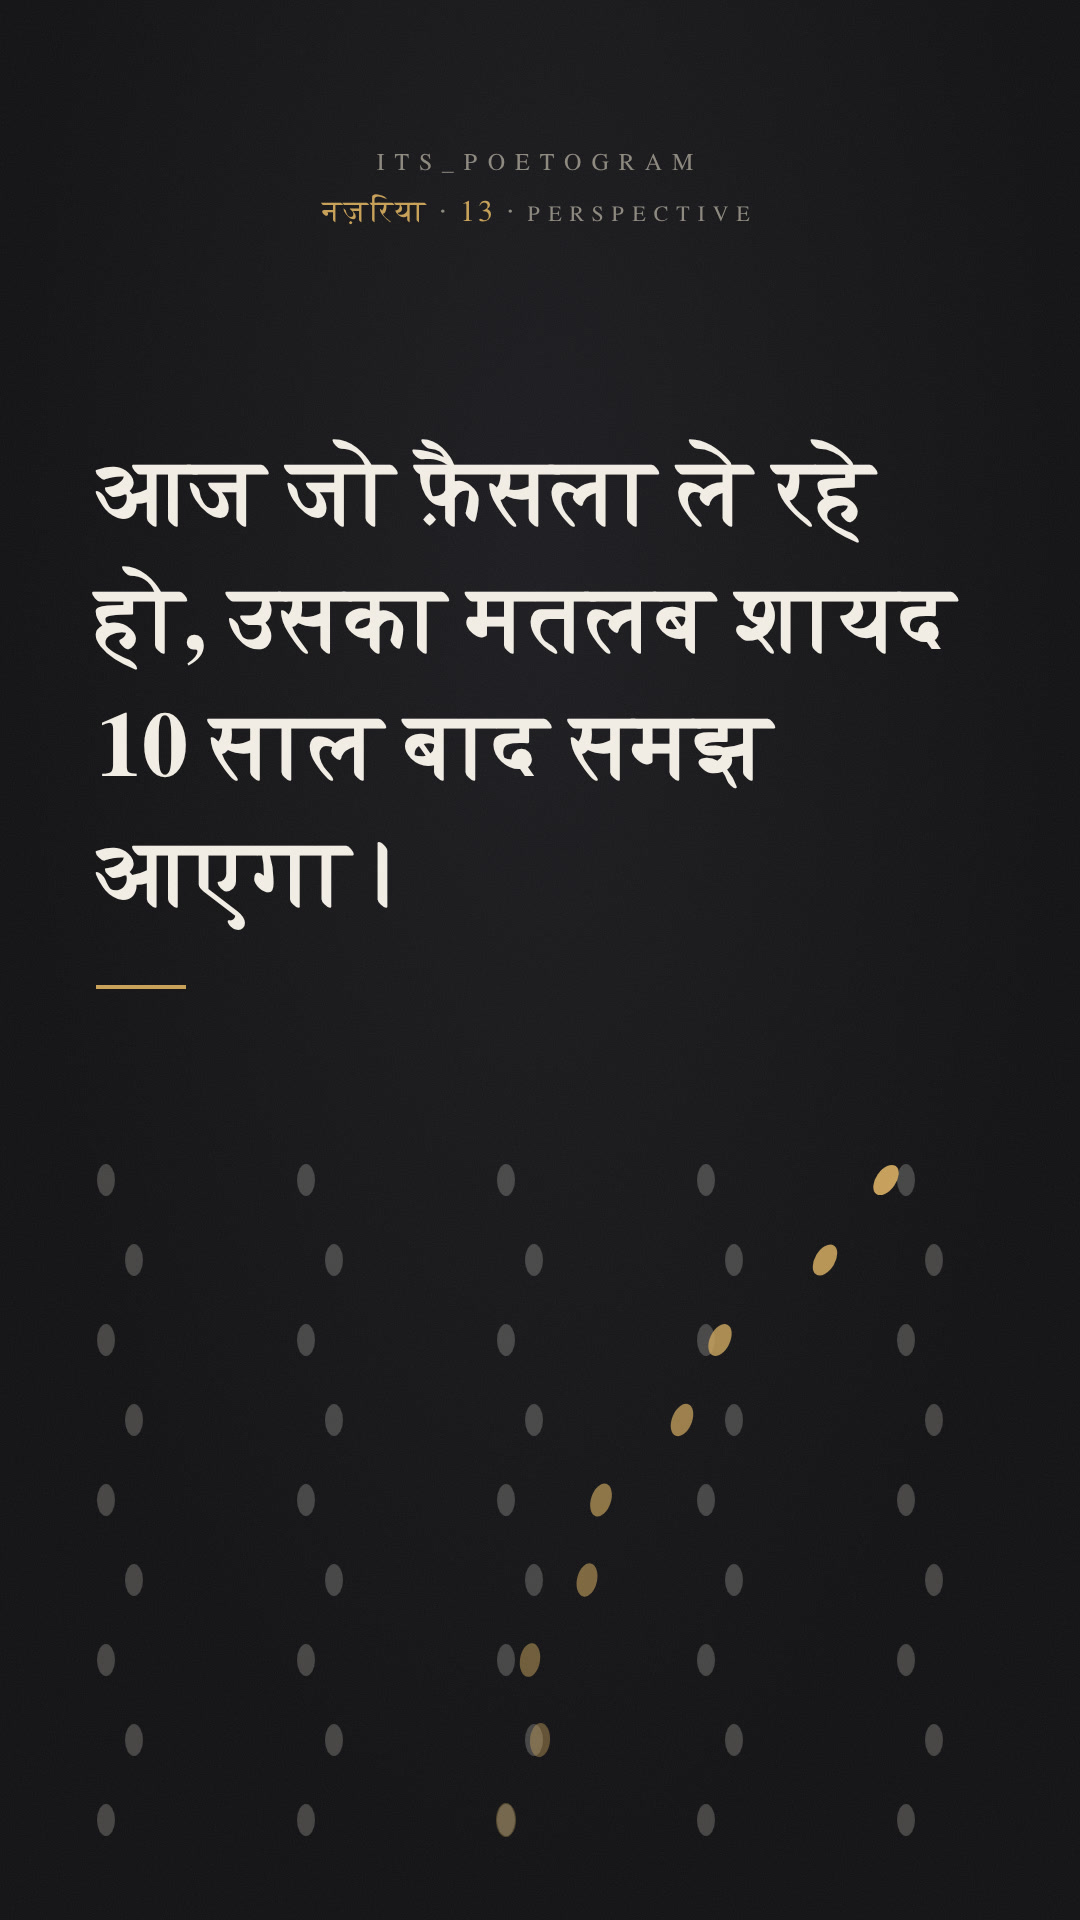 ITS_POETOGRAM
नज़रिया · 13 · PERSPECTIVE
आज जो फ़ैसला ले रहे
हो, उसका मतलब शायद
10 साल बाद समझ
आएगा।